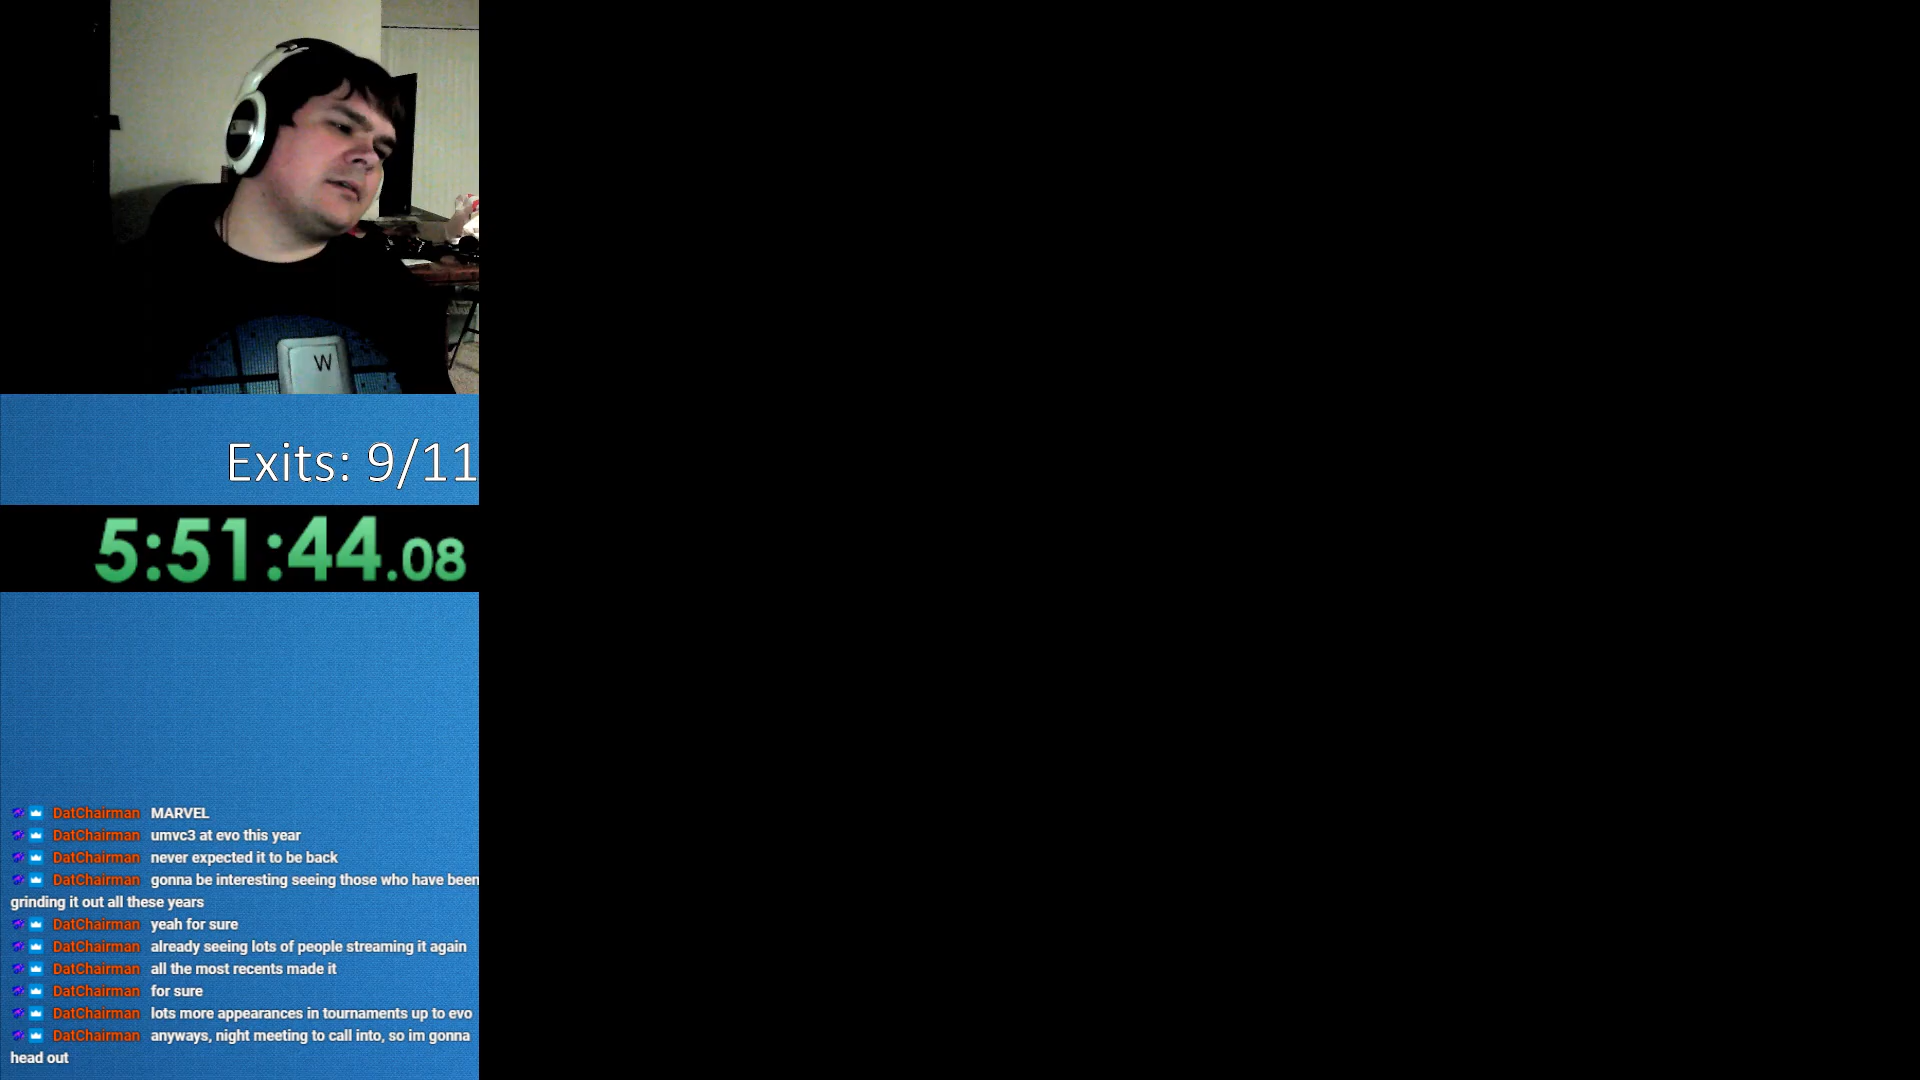 W
Exits: 9/11
5:51:44.08
DatChairman MARVEL
DatChairman umvc3 at evo this year
DatChairman never expected it to be back
DatChairman gonna be interesting seeing those who have been
grinding it out all these years
DatChairman yeah for sure
DatChairman already seeing lots of people streaming it again
DatChairman all the most recents made it
DatChairman for sure
DatChairman lots more appearances in tournaments up to evo
DatChairman anyways, night meeting to call into, so im gonna
head out